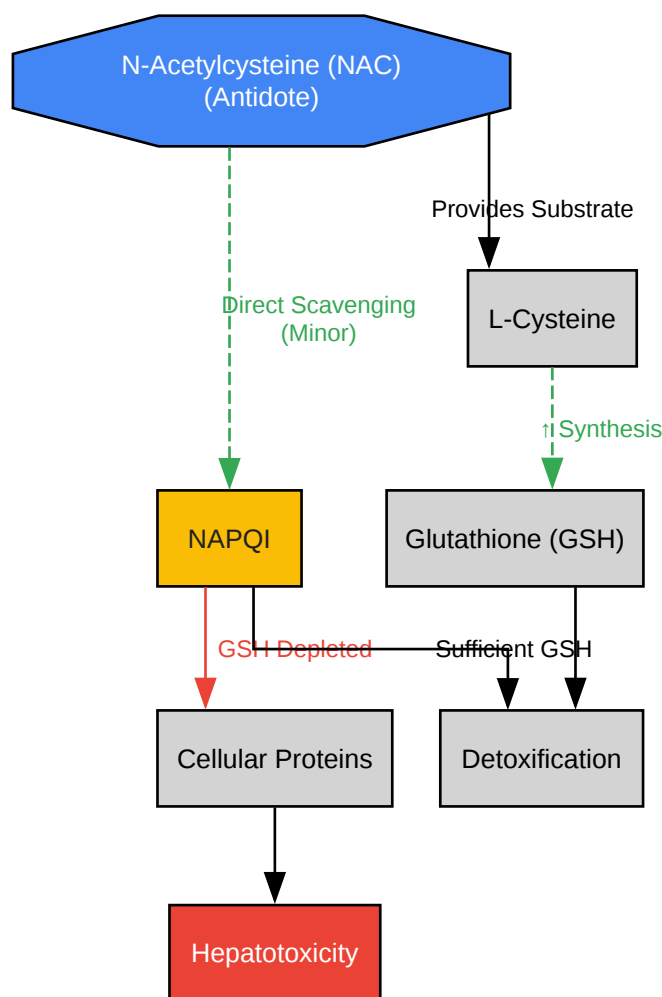 N-Acetylcysteine (NAC)
(Antidote)
Provides Substrate
Direct Scavenging
(Minor)
L-Cysteine
↑ Synthesis
NAPQI
Glutathione (GSH)
GSH Depleted
Sufficient GSH
Cellular Proteins
Detoxification
Hepatotoxicity